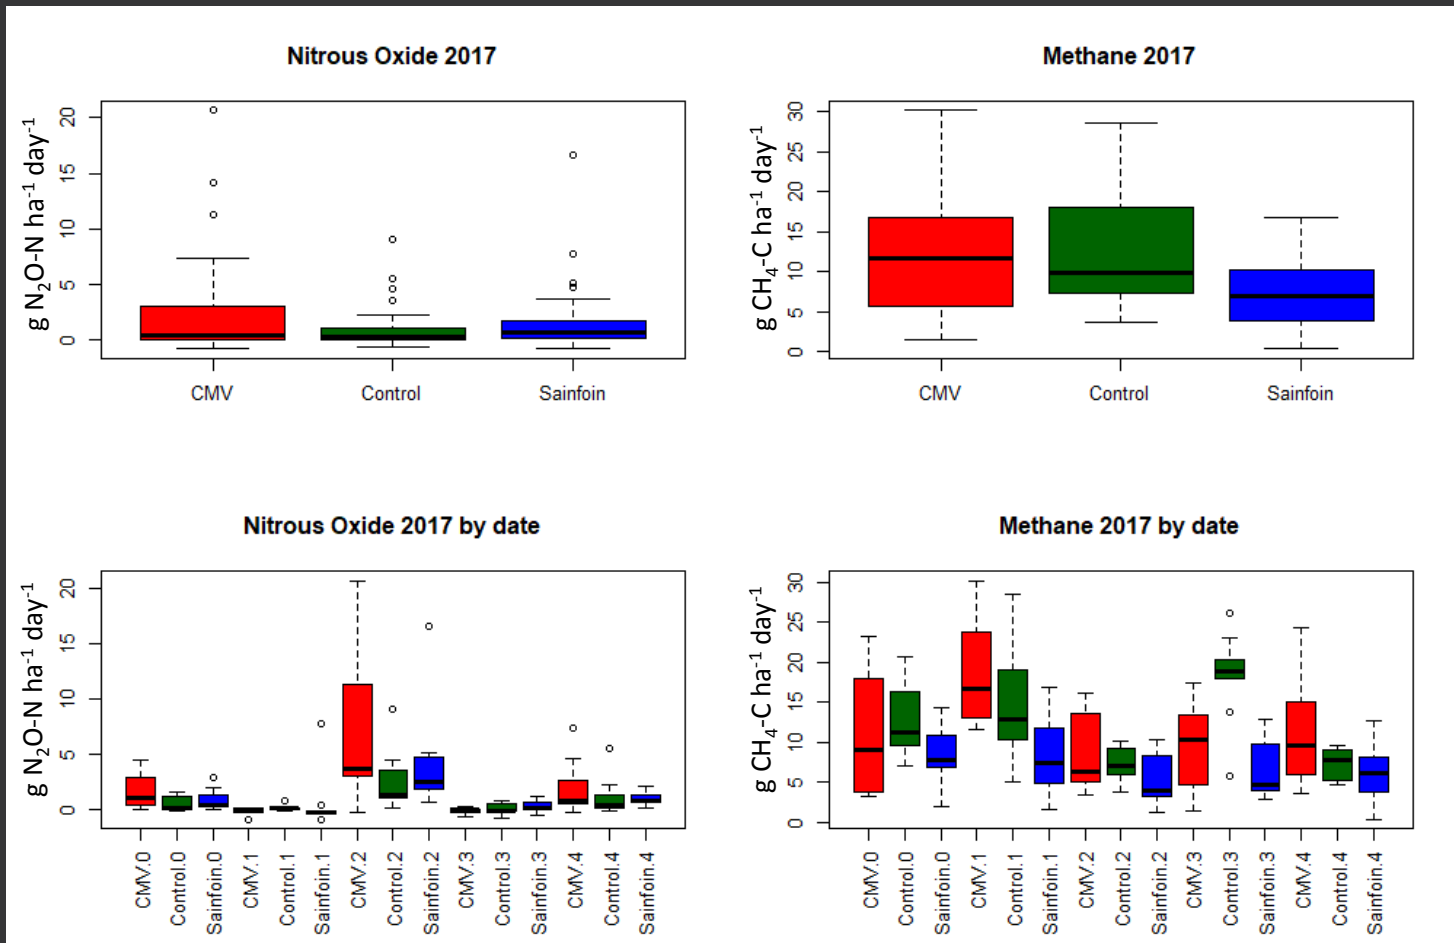 Nitrous Oxide 2017
g N₂O-N ha⁻¹ day⁻¹
20
15
10
5
0
CMV Control Sainfoin
Methane 2017
g CH₄-C ha⁻¹ day⁻¹
30
25
20
15
10
5
0
CMV Control Sainfoin
Nitrous Oxide 2017 by date
g N₂O-N ha⁻¹ day⁻¹
20
15
10
5
0
CMV.0
Control.0
Sainfoin.0
CMV.1
Control.1
Sainfoin.1
CMV.2
Control.2
Sainfoin.2
CMV.3
Control.3
Sainfoin.3
CMV.4
Control.4
Sainfoin.4
Methane 2017 by date
g CH₄-C ha⁻¹ day⁻¹
30
25
20
15
10
5
0
CMV.0
Control.0
Sainfoin.0
CMV.1
Control.1
Sainfoin.1
CMV.2
Control.2
Sainfoin.2
CMV.3
Control.3
Sainfoin.3
CMV.4
Control.4
Sainfoin.4